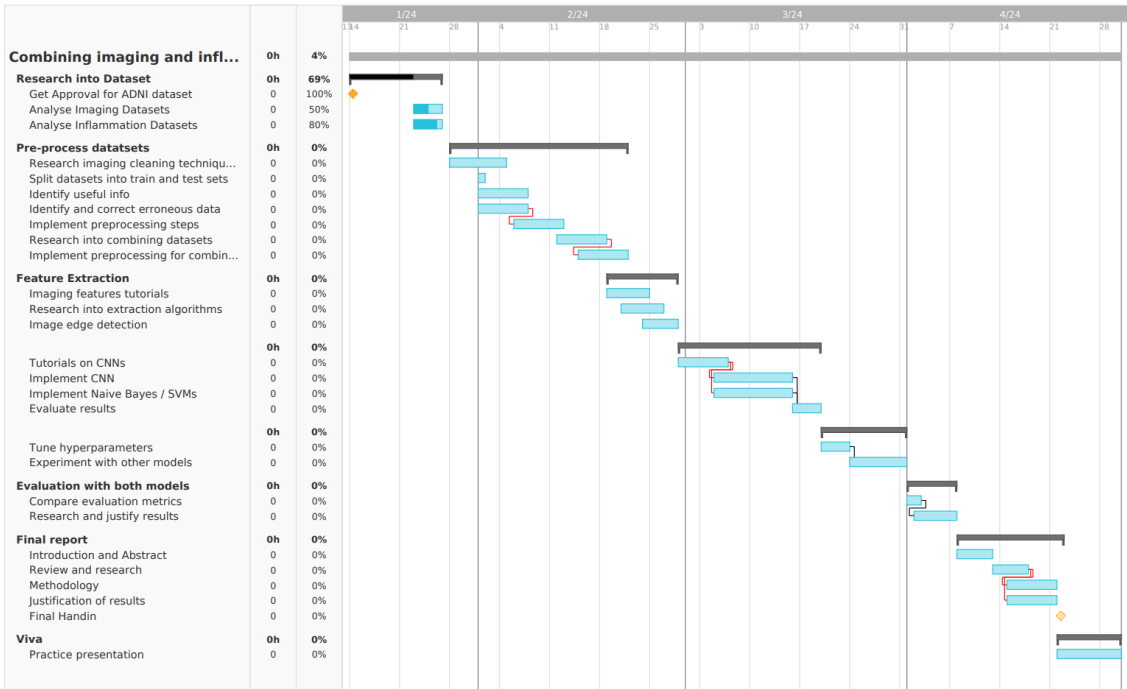 1/24 2/24 3/24 4/24
13 14 21 28 4 11 18 25 3 10 17 24 31 7 14 21 28
Combining imaging and infl... 0h 4%
Research into Dataset 0h 69%
Get Approval for ADNI dataset 0 100%
Analyse Imaging Datasets 0 50%
Analyse Inflammation Datasets 0 80%
Pre-process datatsets 0h 0%
Research imaging cleaning techniqu... 0 0%
Split datasets into train and test sets 0 0%
Identify useful info 0 0%
Identify and correct erroneous data 0 0%
Implement preprocessing steps 0 0%
Research into combining datasets 0 0%
Implement preprocessing for combin... 0 0%
Feature Extraction 0h 0%
Imaging features tutorials 0 0%
Research into extraction algorithms 0 0%
Image edge detection 0 0%
0h 0%
Tutorials on CNNs 0 0%
Implement CNN 0 0%
Implement Naive Bayes / SVMs 0 0%
Evaluate results 0 0%
0h 0%
Tune hyperparameters 0 0%
Experiment with other models 0 0%
Evaluation with both models 0h 0%
Compare evaluation metrics 0 0%
Research and justify results 0 0%
Final report 0h 0%
Introduction and Abstract 0 0%
Review and research 0 0%
Methodology 0 0%
Justification of results 0 0%
Final Handin 0 0%
Viva 0h 0%
Practice presentation 0 0%